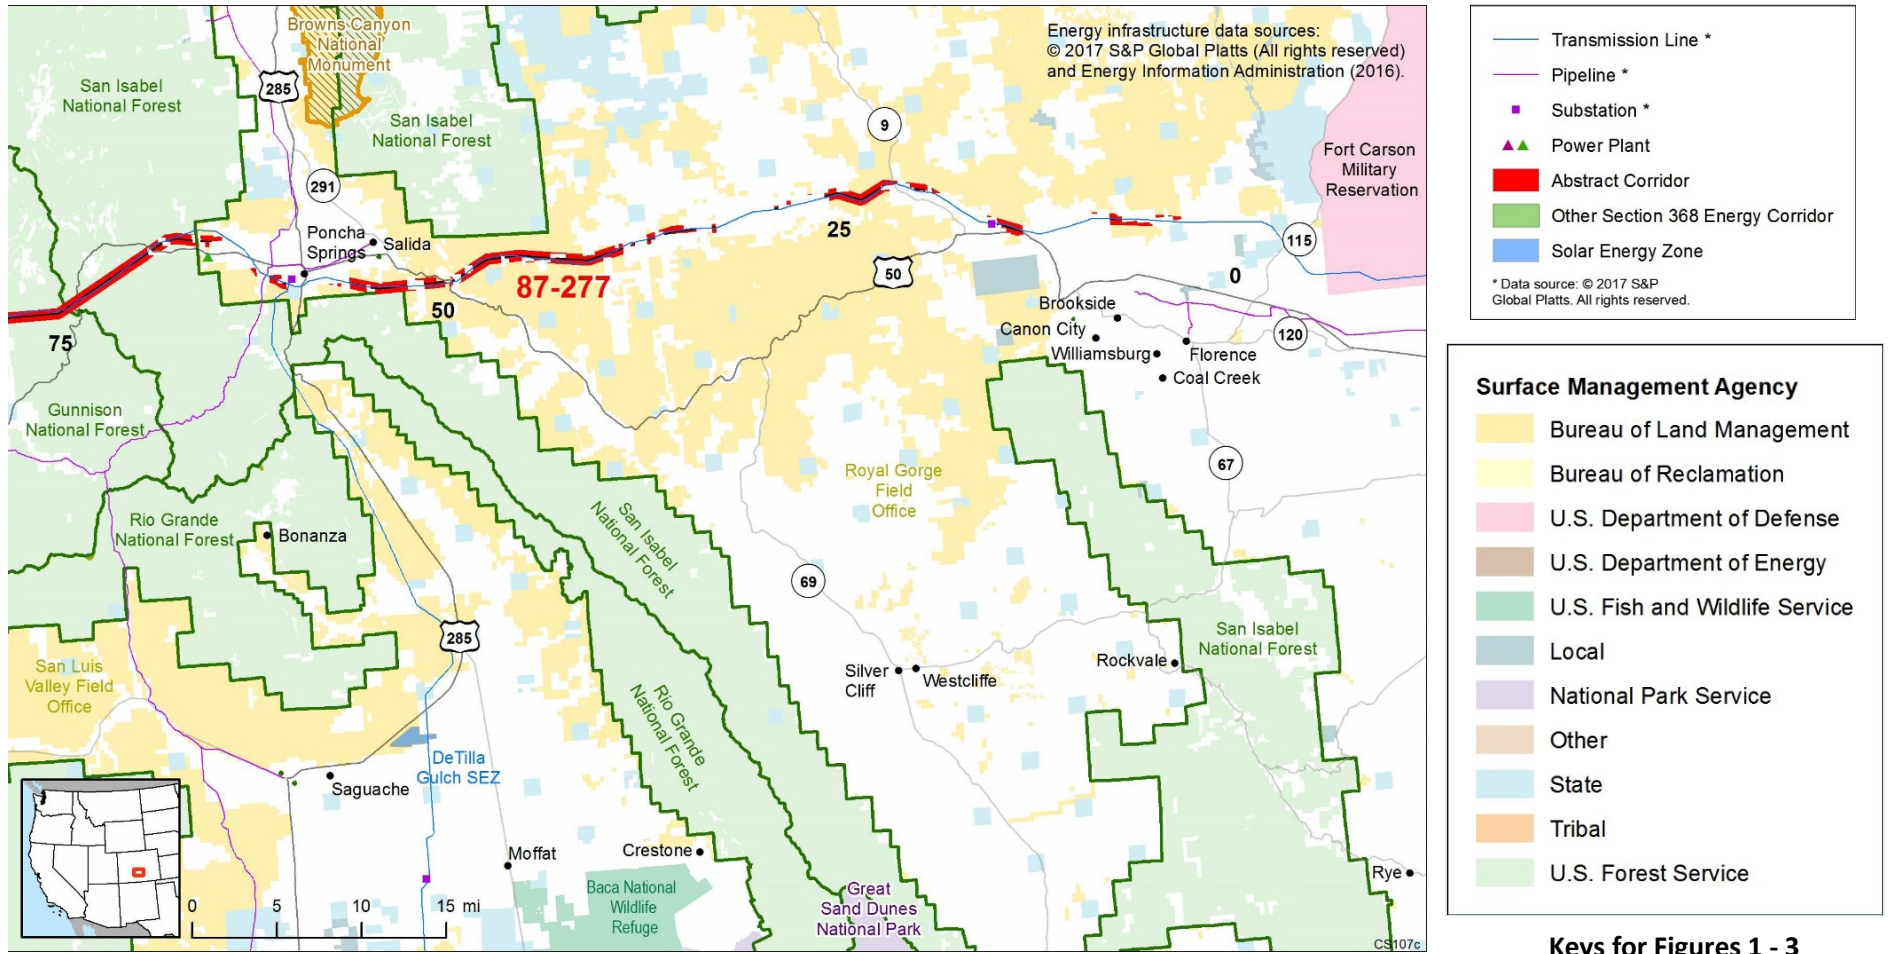 Browns Canyon
National
Monument
Energy infrastructure data sources:
© 2017 S&P Global Platts (All rights reserved)
and Energy Information Administration (2016).
San Isabel
National Forest
285
San Isabel
National Forest
9
Fort Carson
Military
Reservation
291
Poncha
Springs
Salida
25
115
50
87-277
50
0
75
Brookside
Canon City
Williamsburg
Florence
Coal Creek
120
Gunnison
National Forest
67
Royal Gorge
Field
Office
Rio Grande
National Forest
Bonanza
San Isabel
National Forest
69
285
San Isabel
National Forest
San Luis
Valley Field
Office
Silver
Cliff
Westcliffe
Rockvale
Rio Grande
National Forest
DeTilla
Gulch SEZ
Saguache
Moffat
Crestone
Rye
Baca National
Wildlife
Refuge
Great
Sand Dunes
National Park
0 5 10 15 mi
CS107c
Transmission Line *
Pipeline *
Substation *
Power Plant
Abstract Corridor
Other Section 368 Energy Corridor
Solar Energy Zone
* Data source: © 2017 S&P
Global Platts. All rights reserved.
Surface Management Agency
Bureau of Land Management
Bureau of Reclamation
U.S. Department of Defense
U.S. Department of Energy
U.S. Fish and Wildlife Service
Local
National Park Service
Other
State
Tribal
U.S. Forest Service
Keys for Figures 1 - 3